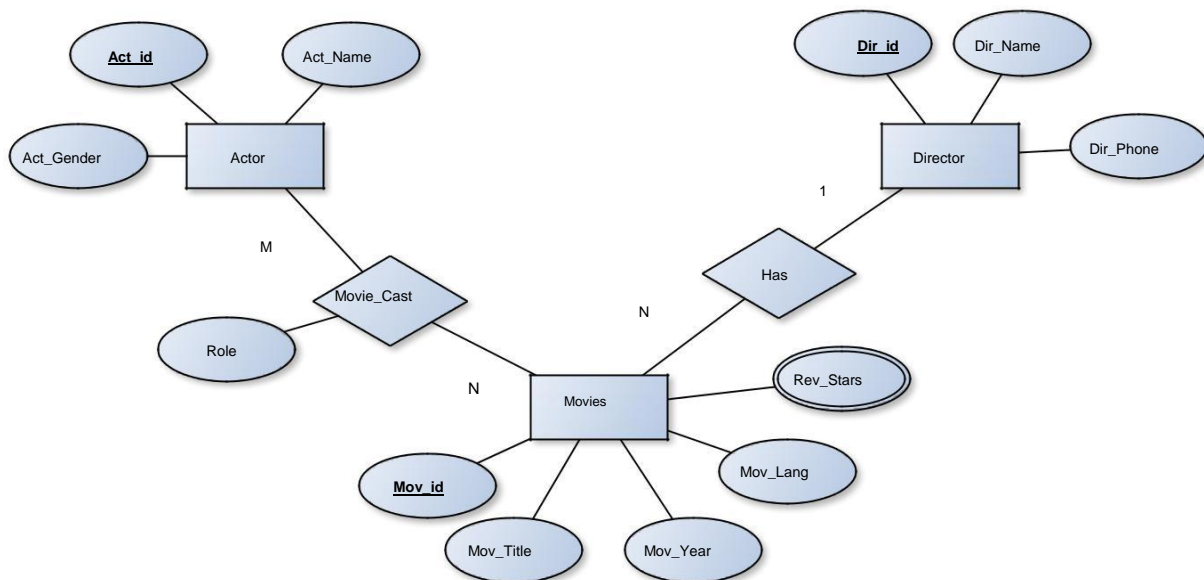 Act_id
Act_Name
Dir_id
Dir_Name
Act_Gender
Actor
Director
Dir_Phone
1
M
Has
Movie_Cast
N
Role
Rev_Stars
N
Movies
Mov_id
Mov_Lang
Mov_Title
Mov_Year